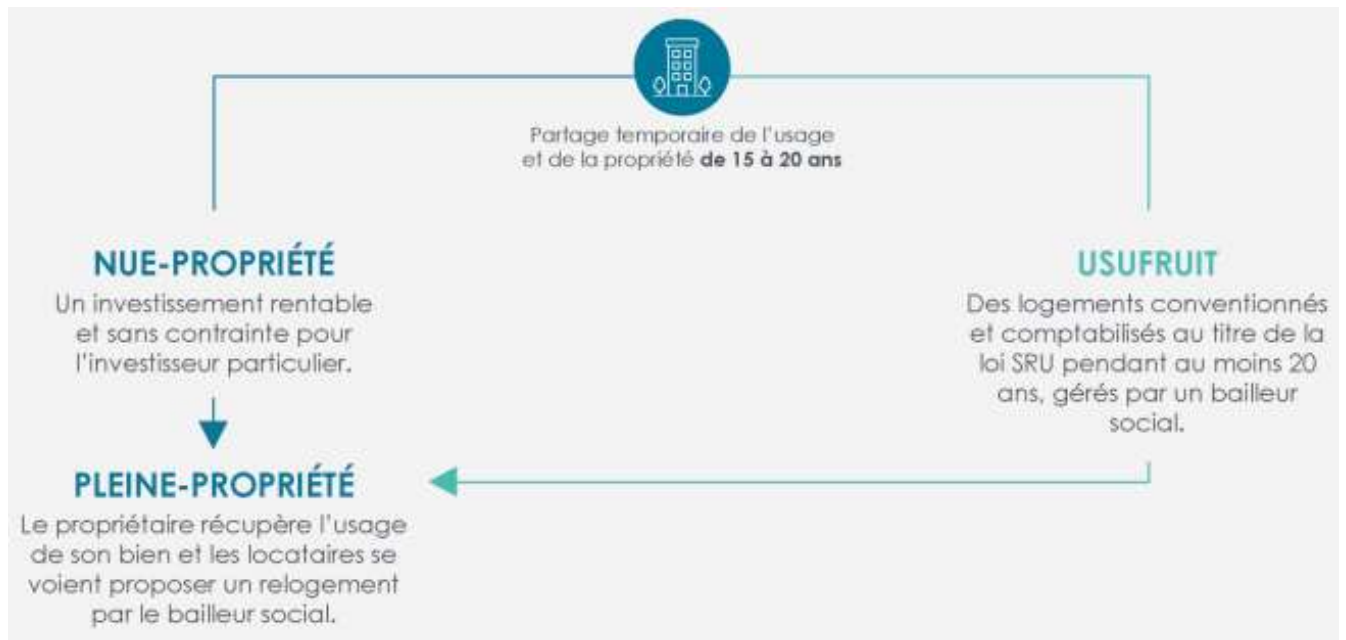 Partage temporaire de l'usage
et de la propriété de 15 à 20 ans
NUE-PROPRIÉTÉ
Un investissement rentable
et sans contrainte pour
l'investisseur particulier.
USUFRUIT
Des logements conventionnés
et comptabilisés au titre de la
loi SRU pendant au moins 20
ans, gérés par un bailleur
social.
PLEINE-PROPRIÉTÉ
Le propriétaire récupère l'usage
de son bien et les locataires se
voient proposer un relogement
par le bailleur social.